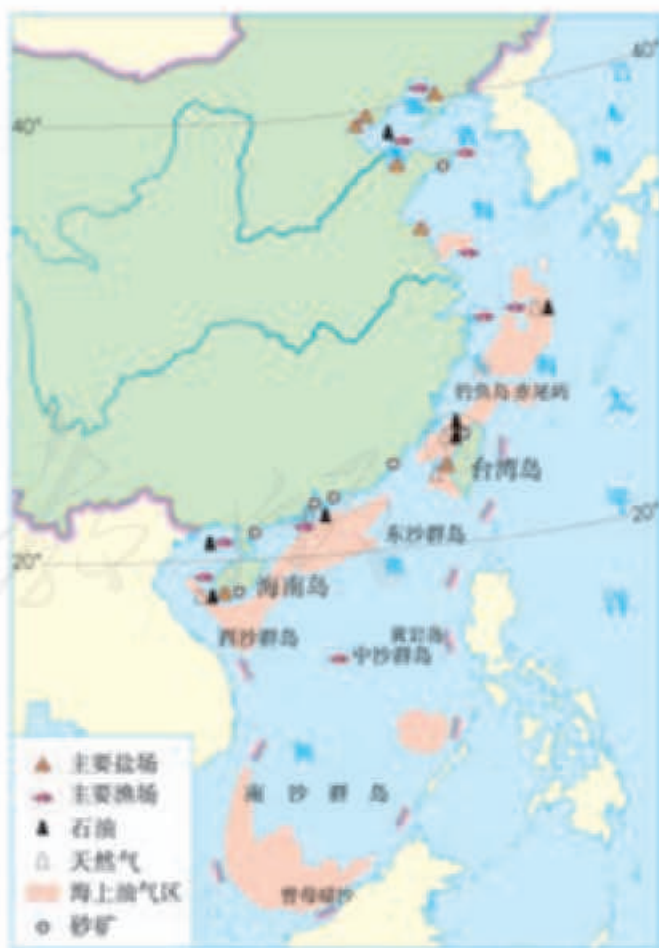 40°
40°
钓鱼岛 赤尾屿
台湾岛
20°
20°
东沙群岛
海南岛
西沙群岛
黄岩岛
中沙群岛
南沙群岛
曾母暗沙
主要盐场
主要渔场
石油
天然气
海上油气区
砂矿